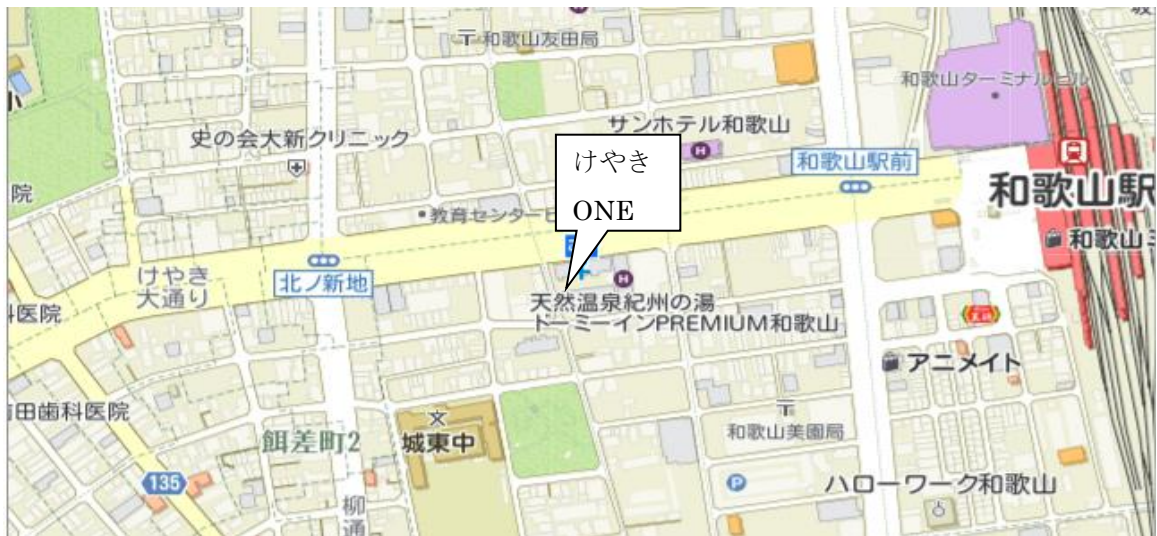 和歌山友田局
和歌山ターミナルビル
サンホテル和歌山
史の会大新クリニック
けやき
ONE
和歌山駅前
院
和歌山駅
教育センタービ
和歌山ミ
けやき
大通り
北ノ新地
天然温泉紀州の湯
ドーミーインPREMIUM和歌山
科医院
アニメイト
田歯科医院
和歌山美園局
餌差町2
城東中
135
P
ハローワーク和歌山
柳
通